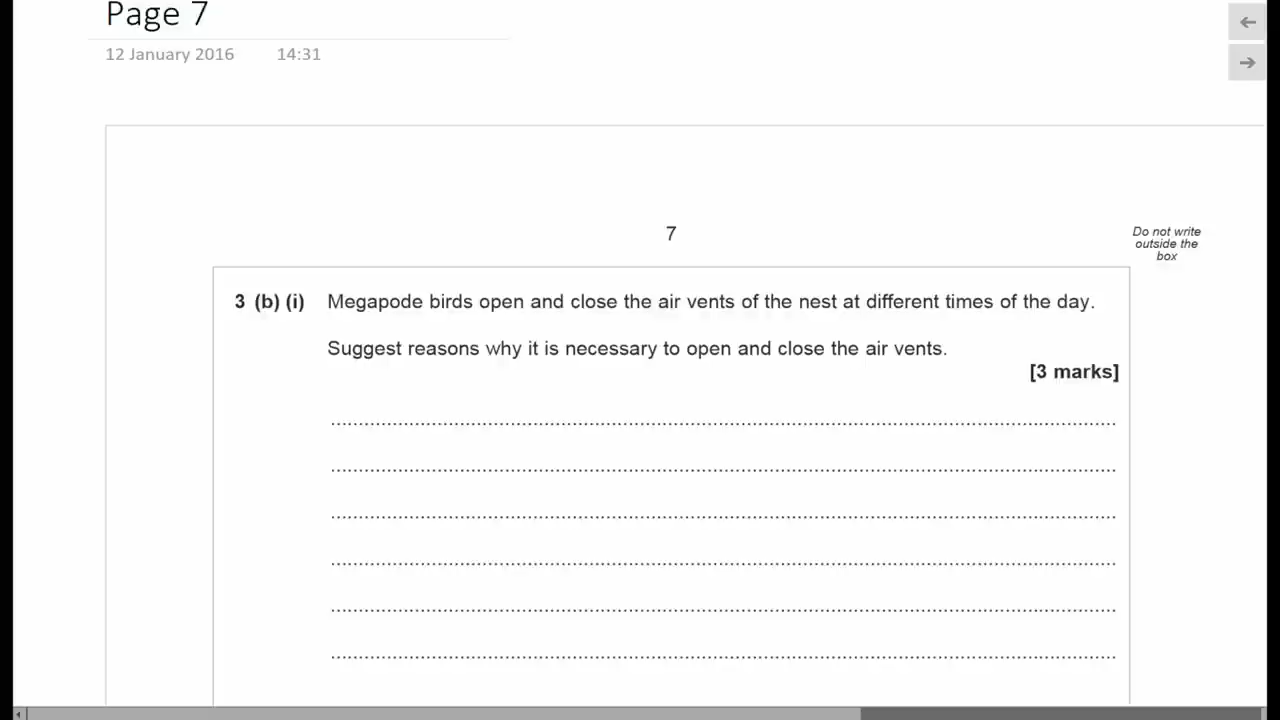 Page 7
12 January 2016 14:31
7
Do not write
outside the
box
3 (b) (i) Megapode birds open and close the air vents of the nest at different times of the day.
Suggest reasons why it is necessary to open and close the air vents.
[3 marks]